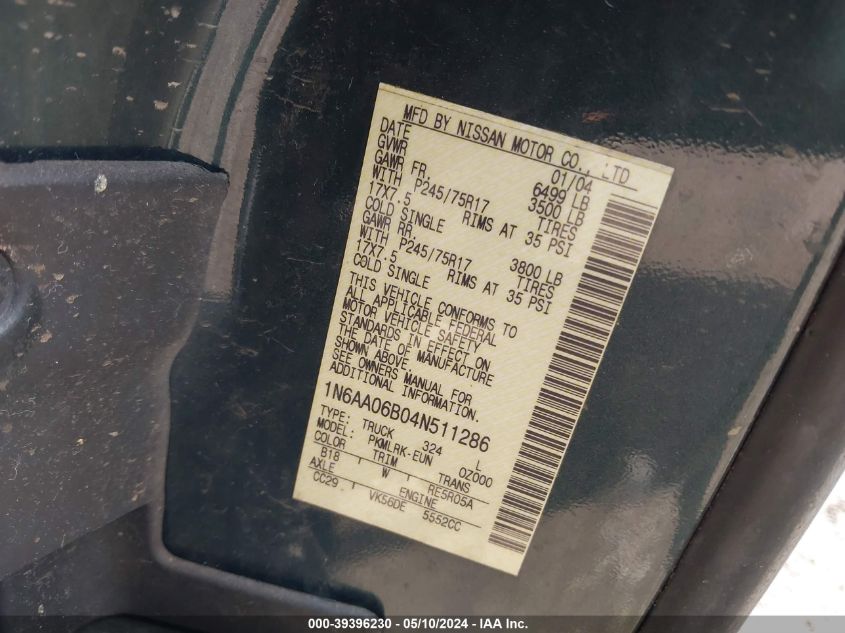 MFD BY NISSAN MOTOR CO., LTD
DATE 01/04
GVWR 6499 LB
GAWR FR. 3500 LB
WITH P245/75R17 TIRES
17X7.5 RIMS AT 35 PSI
COLD SINGLE
GAWR RR. 3800 LB
WITH P245/75R17 TIRES
17X7.5 RIMS AT 35 PSI
COLD SINGLE
THIS VEHICLE CONFORMS TO
ALL APPLICABLE FEDERAL
MOTOR VEHICLE SAFETY
STANDARDS IN EFFECT ON
THE DATE OF MANUFACTURE
SHOWN ABOVE.
SEE OWNERS MANUAL FOR
ADDITIONAL INFORMATION.
1N6AA06B04N511286
TYPE: TRUCK 324 L
MODEL: PKMLRK-EUN 0Z000
COLOR TRIM TRANS
B18 W RE5R05A
AXLE ENGINE
CC29 VK56DE 5552CC
000-39396230 - 05/10/2024 - IAA Inc.